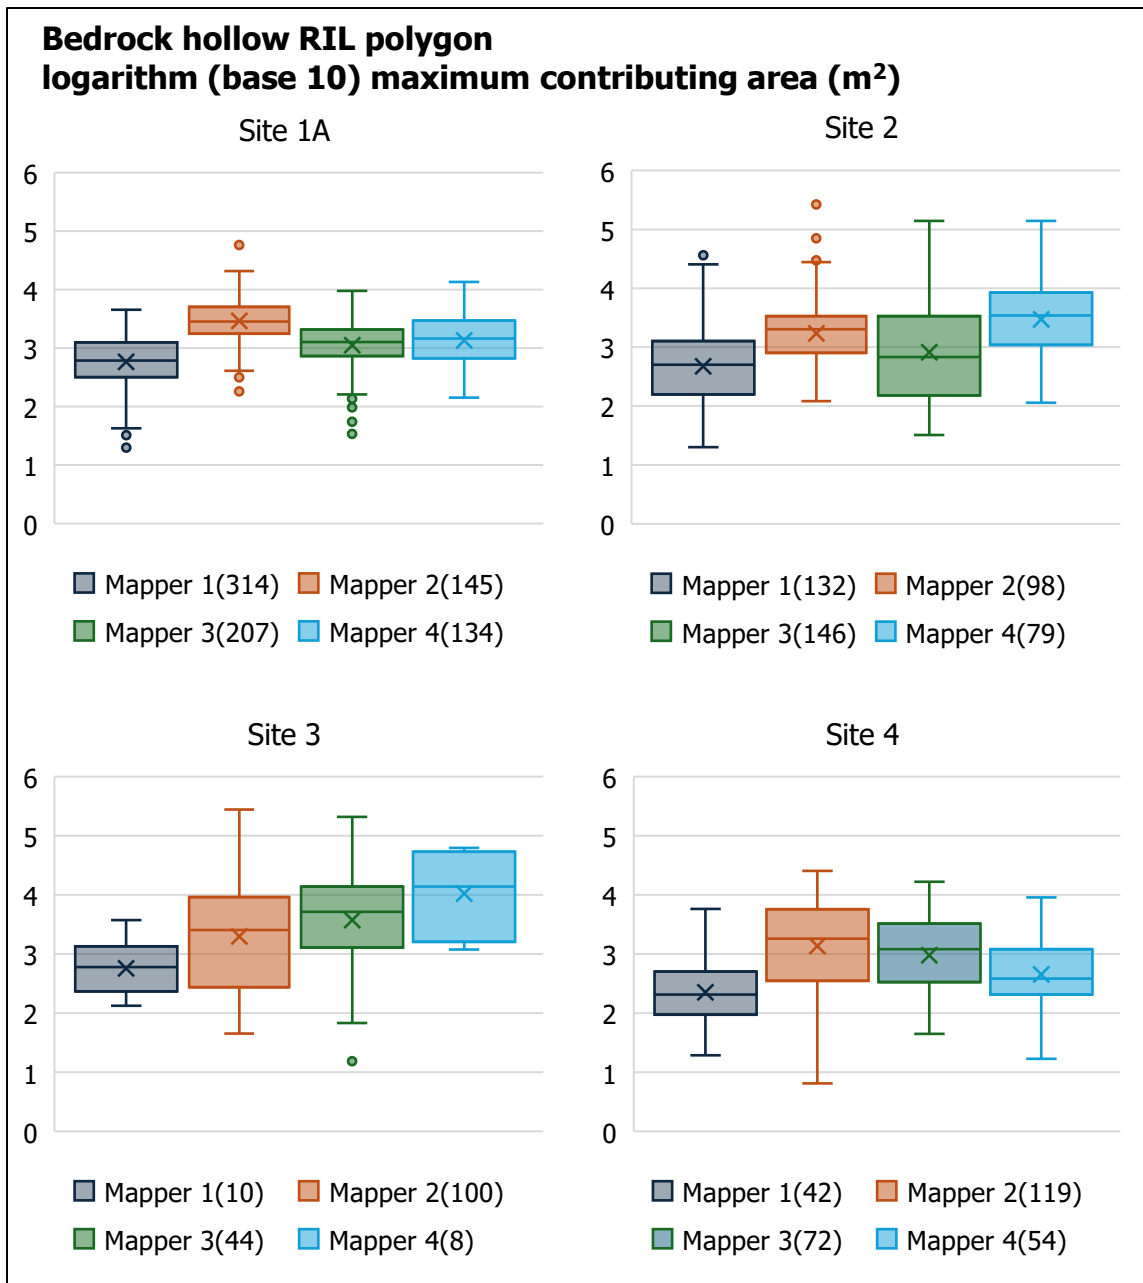 Bedrock hollow RIL polygon
logarithm (base 10) maximum contributing area (m²)
Site 1A
6
5
4
3
2
1
0
Mapper 1(314) Mapper 2(145)
Mapper 3(207) Mapper 4(134)
Site 2
6
5
4
3
2
1
0
Mapper 1(132) Mapper 2(98)
Mapper 3(146) Mapper 4(79)
Site 3
6
5
4
3
2
1
0
Mapper 1(10) Mapper 2(100)
Mapper 3(44) Mapper 4(8)
Site 4
6
5
4
3
2
1
0
Mapper 1(42) Mapper 2(119)
Mapper 3(72) Mapper 4(54)